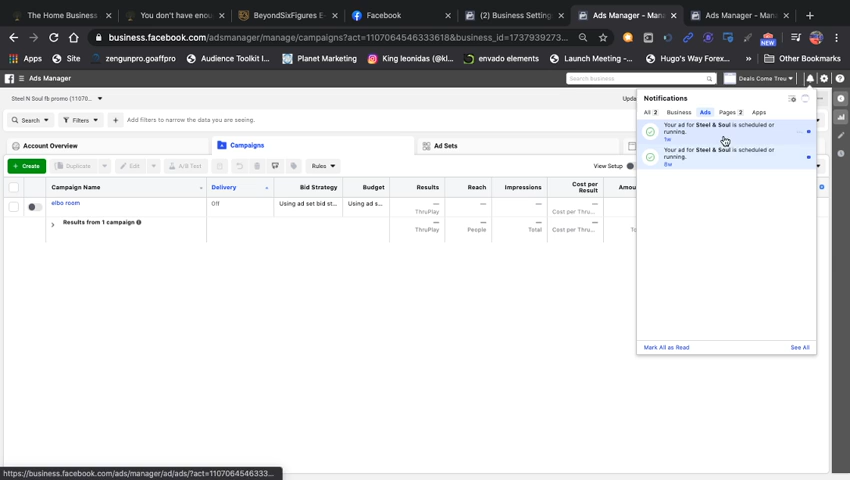 The Home Business
You don't have enou
BeyondSixFigures E
Facebook
(2) Business Setting
Ads Manager - Mana
Ads Manager - Mana
business.facebook.com/adsmanager/manage/campaigns?act=1107064546333618&business_id=1737939273...
NEW
Apps
Site
zengunpro.goaffpro
Audience Toolkit I...
Planet Marketing
King leonidas (@kl...
envado elements
Launch Meeting -...
Hugo's Way Forex...
»
Other Bookmarks
Ads Manager
Search business
Deals Come Treu
Steel N Soul fb promo (11070...
Upda
Notifications
All 2 Business Ads Pages 2 Apps
Search
Filters
Add filters to narrow the data you are seeing.
Your ad for Steel & Soul is scheduled or
running.
1w
Your ad for Steel & Soul is scheduled or
running.
8w
Account Overview
Campaigns
Ad Sets
+ Create
Duplicate
Edit
A/B Test
Rules
View Setup
Campaign Name
Delivery
Bid Strategy
Budget
Results
Reach
Impressions
Cost per
Result
Amou
elbo room
Off
Using ad set bid st...
Using ad s...
—
—
—
—
ThruPlay
Cost per Thru...
Results from 1 campaign
—
—
—
—
ThruPlay
People
Total
Cost per Thru...
To
Mark All as Read
See All
https://business.facebook.com/ads/manager/ad/ads/?act=1107064546333...